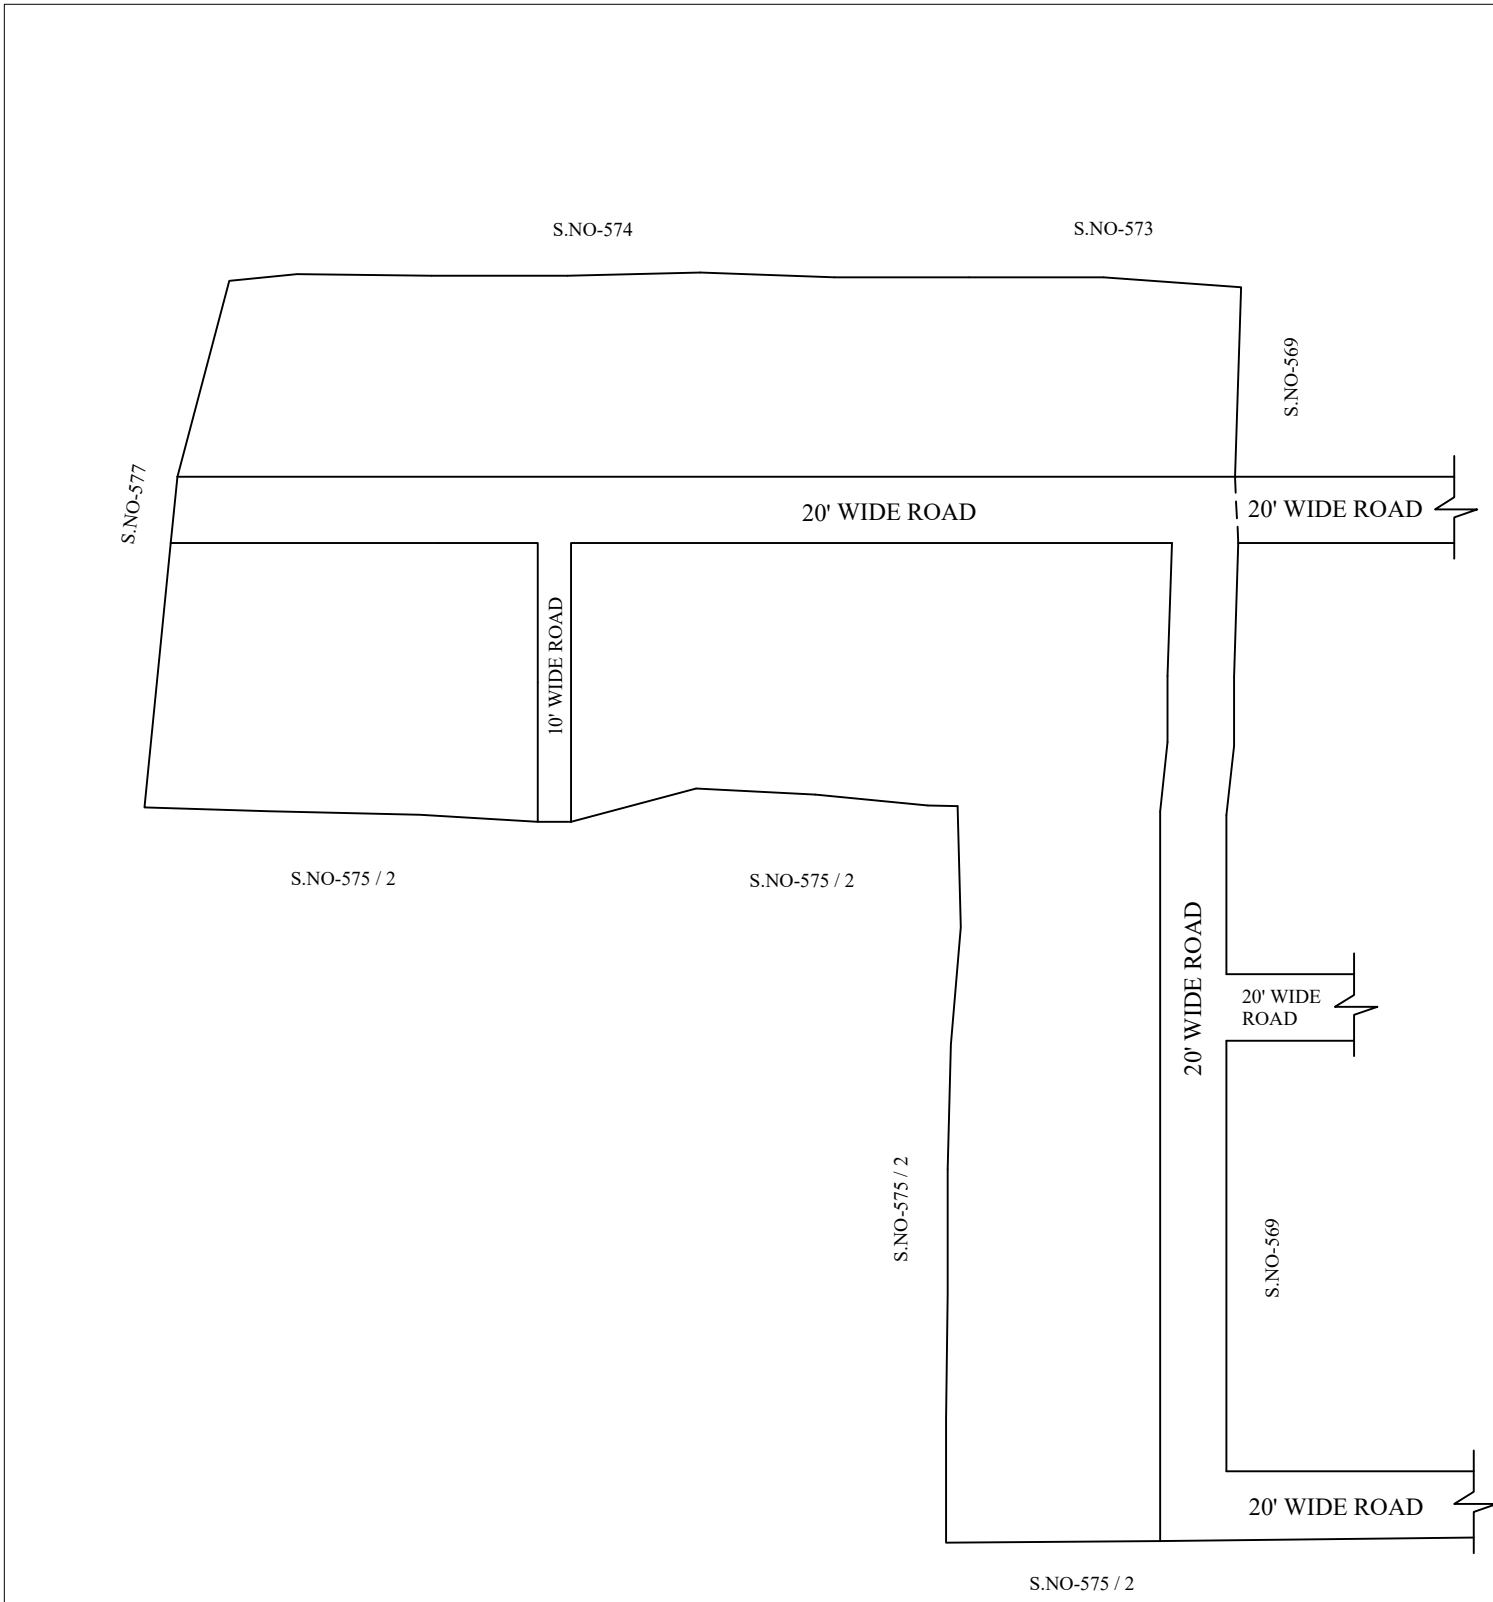 S.NO-574
S.NO-573
S.NO-569
S.NO-577
20' WIDE ROAD
20' WIDE ROAD
10' WIDE ROAD
S.NO-575 / 2
S.NO-575 / 2
20' WIDE ROAD
20' WIDE
ROAD
S.NO-575 / 2
S.NO-569
20' WIDE ROAD
S.NO-575 / 2